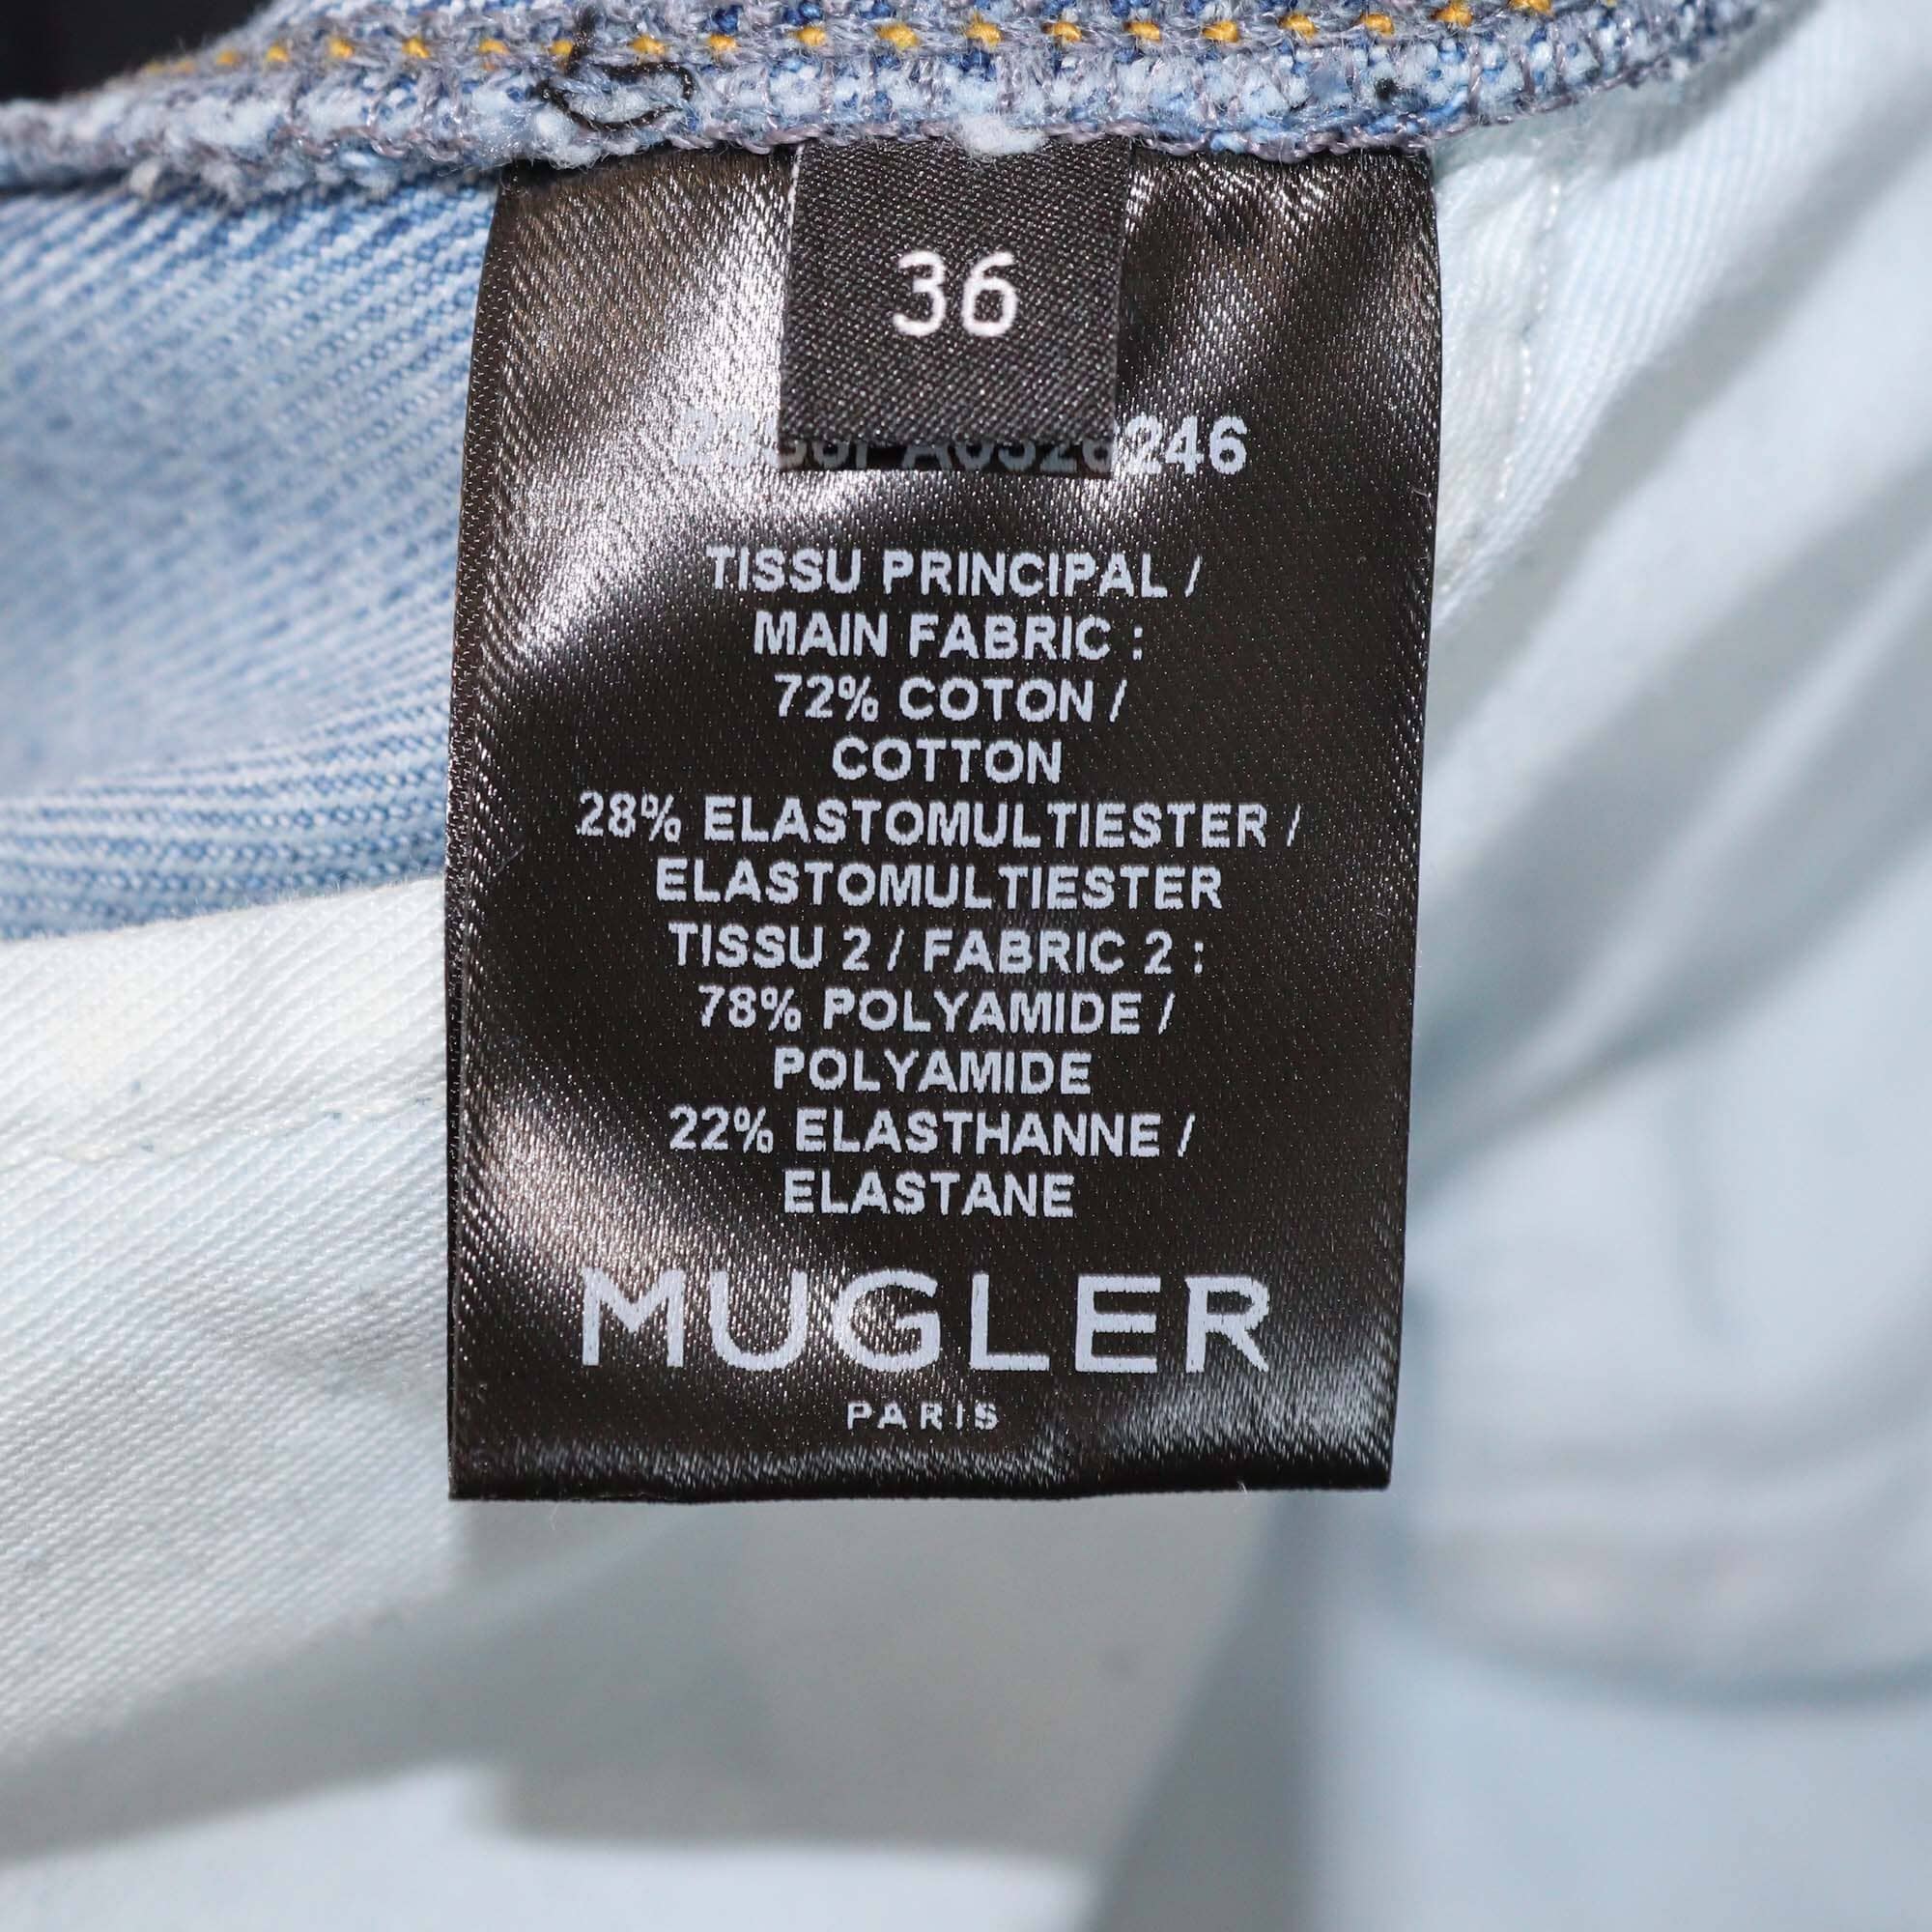 36
246
TISSU PRINCIPAL /
MAIN FABRIC :
72% COTON /
COTTON
28% ELASTOMULTIESTER /
ELASTOMULTIESTER
TISSU 2 / FABRIC 2 :
78% POLYAMIDE /
POLYAMIDE
22% ELASTHANNE /
ELASTANE
MUGLER
PARIS